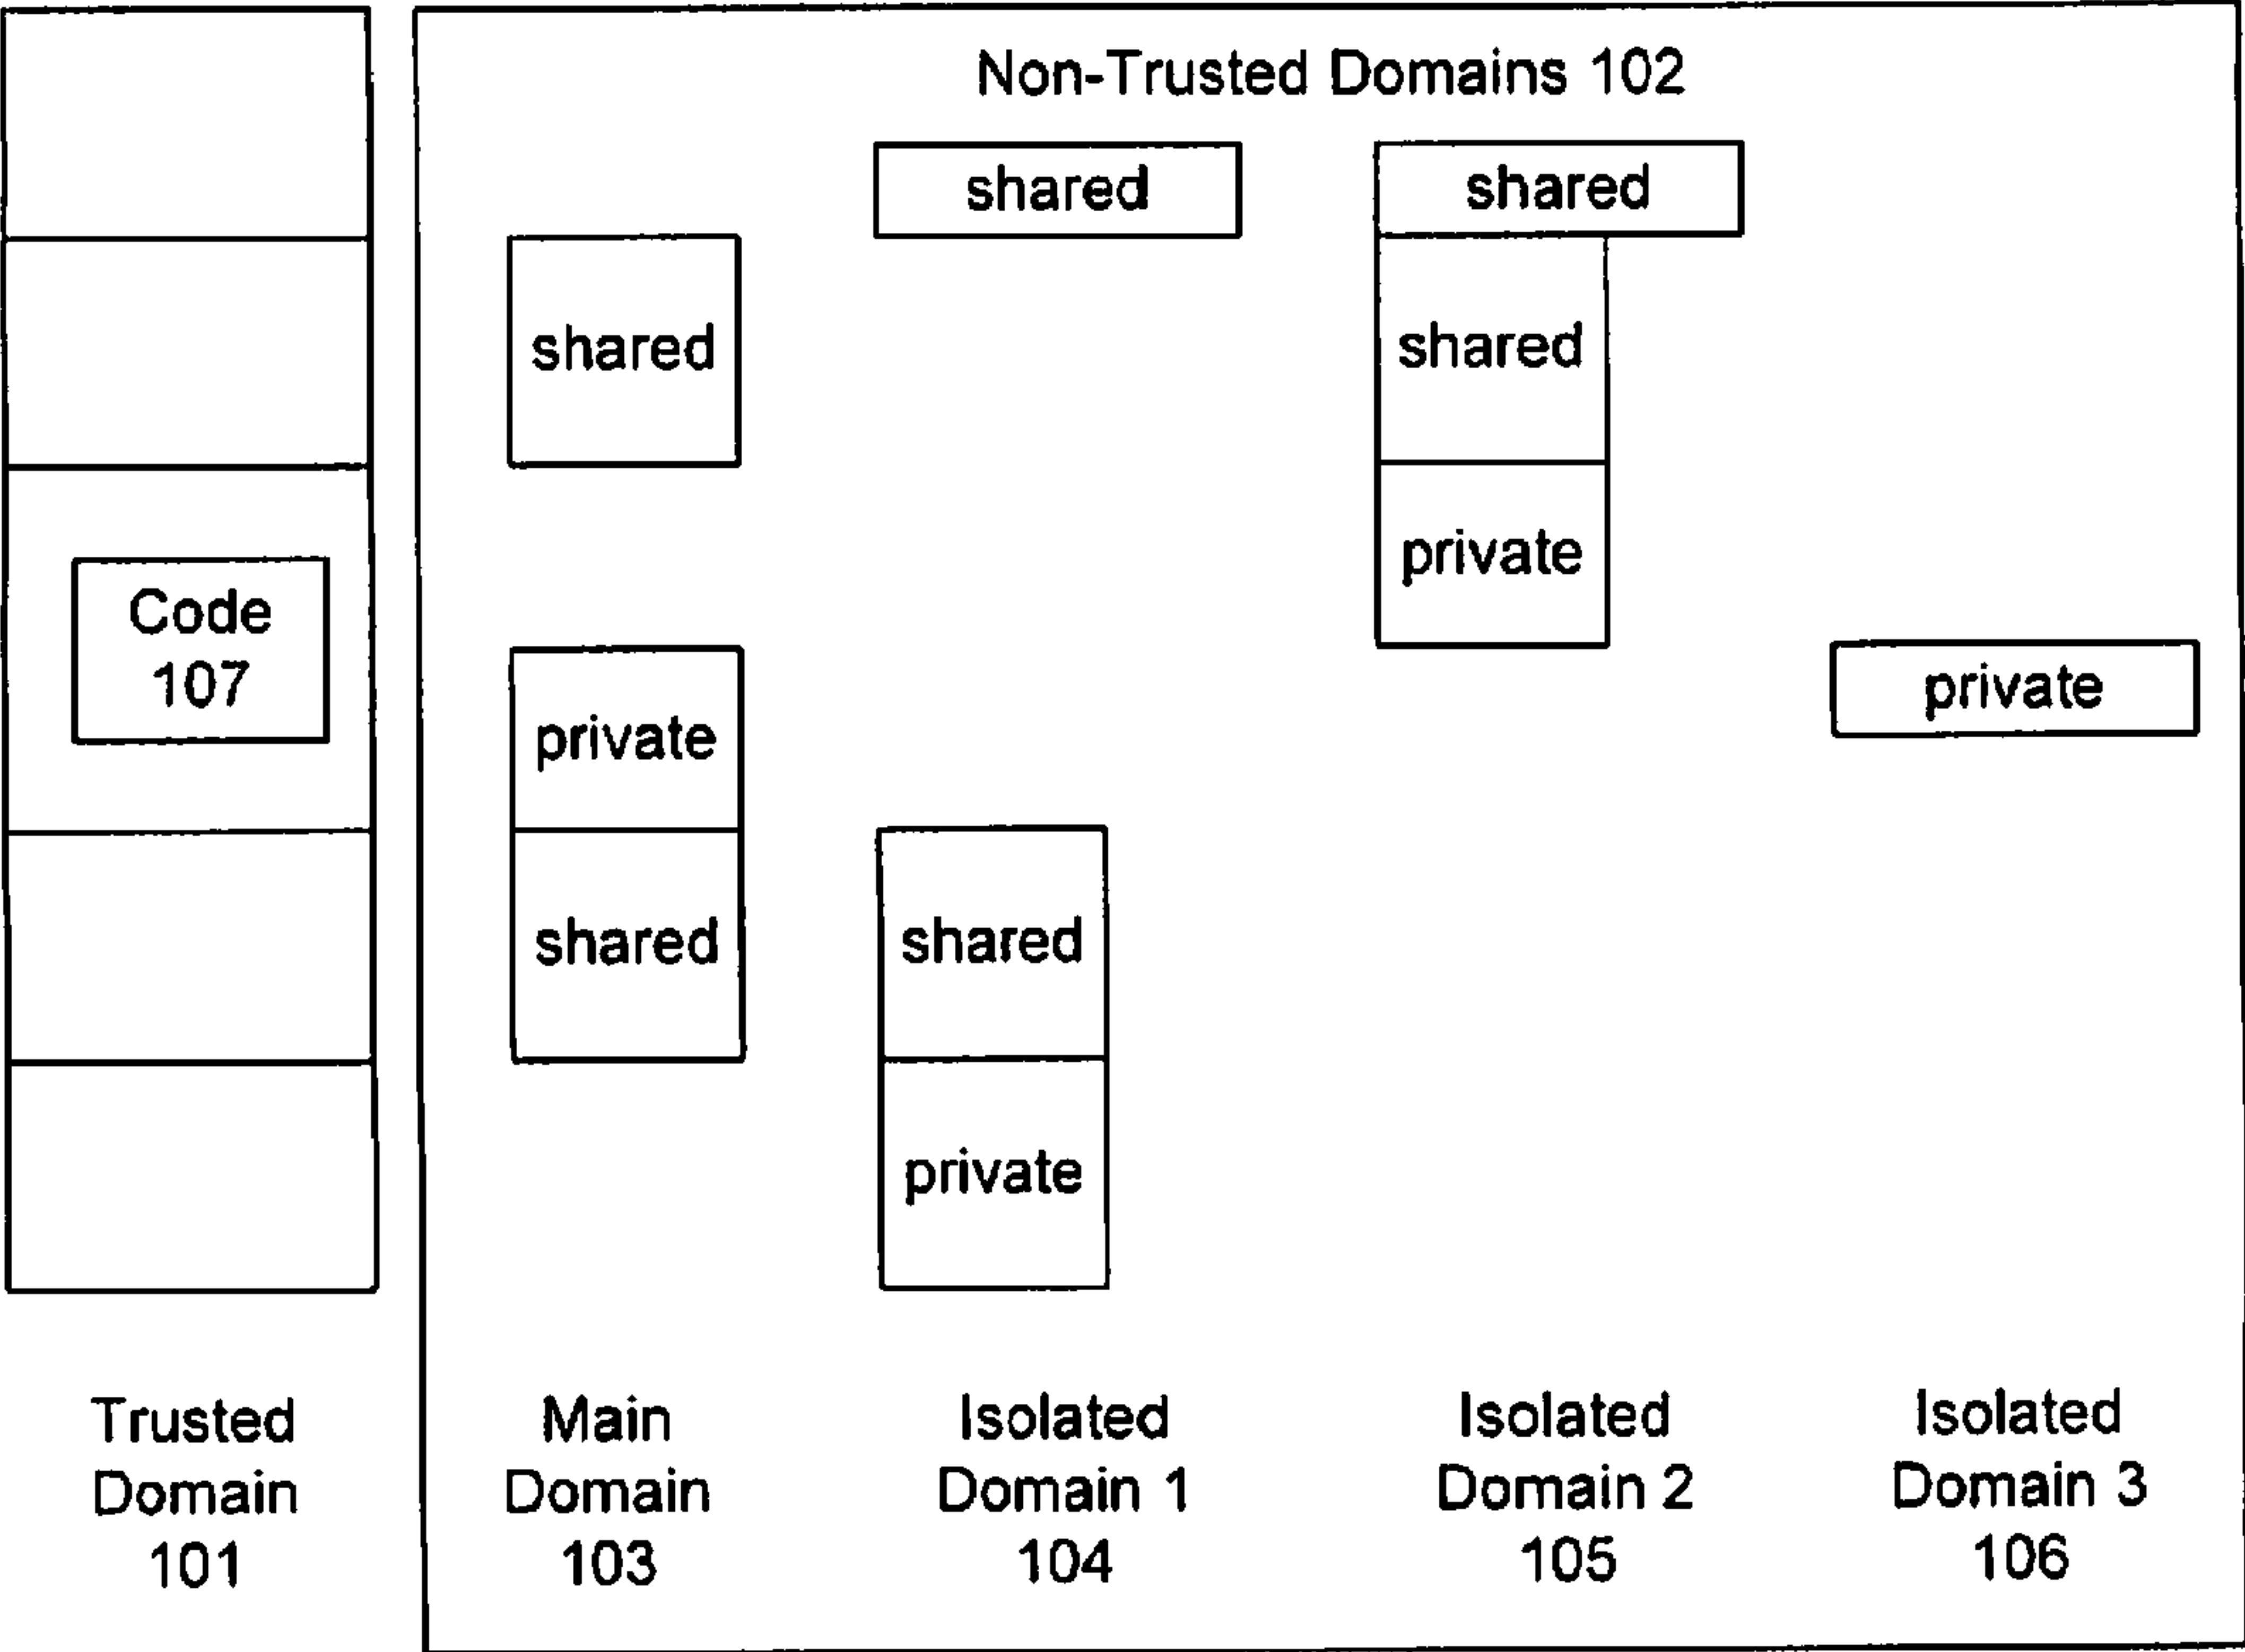 Non-Trusted Domains 102
shared
shared
shared
shared
private
Code
107
private
private
shared
shared
private
Trusted
Domain
101
Main
Domain
103
Isolated
Domain 1
104
Isolated
Domain 2
105
Isolated
Domain 3
106